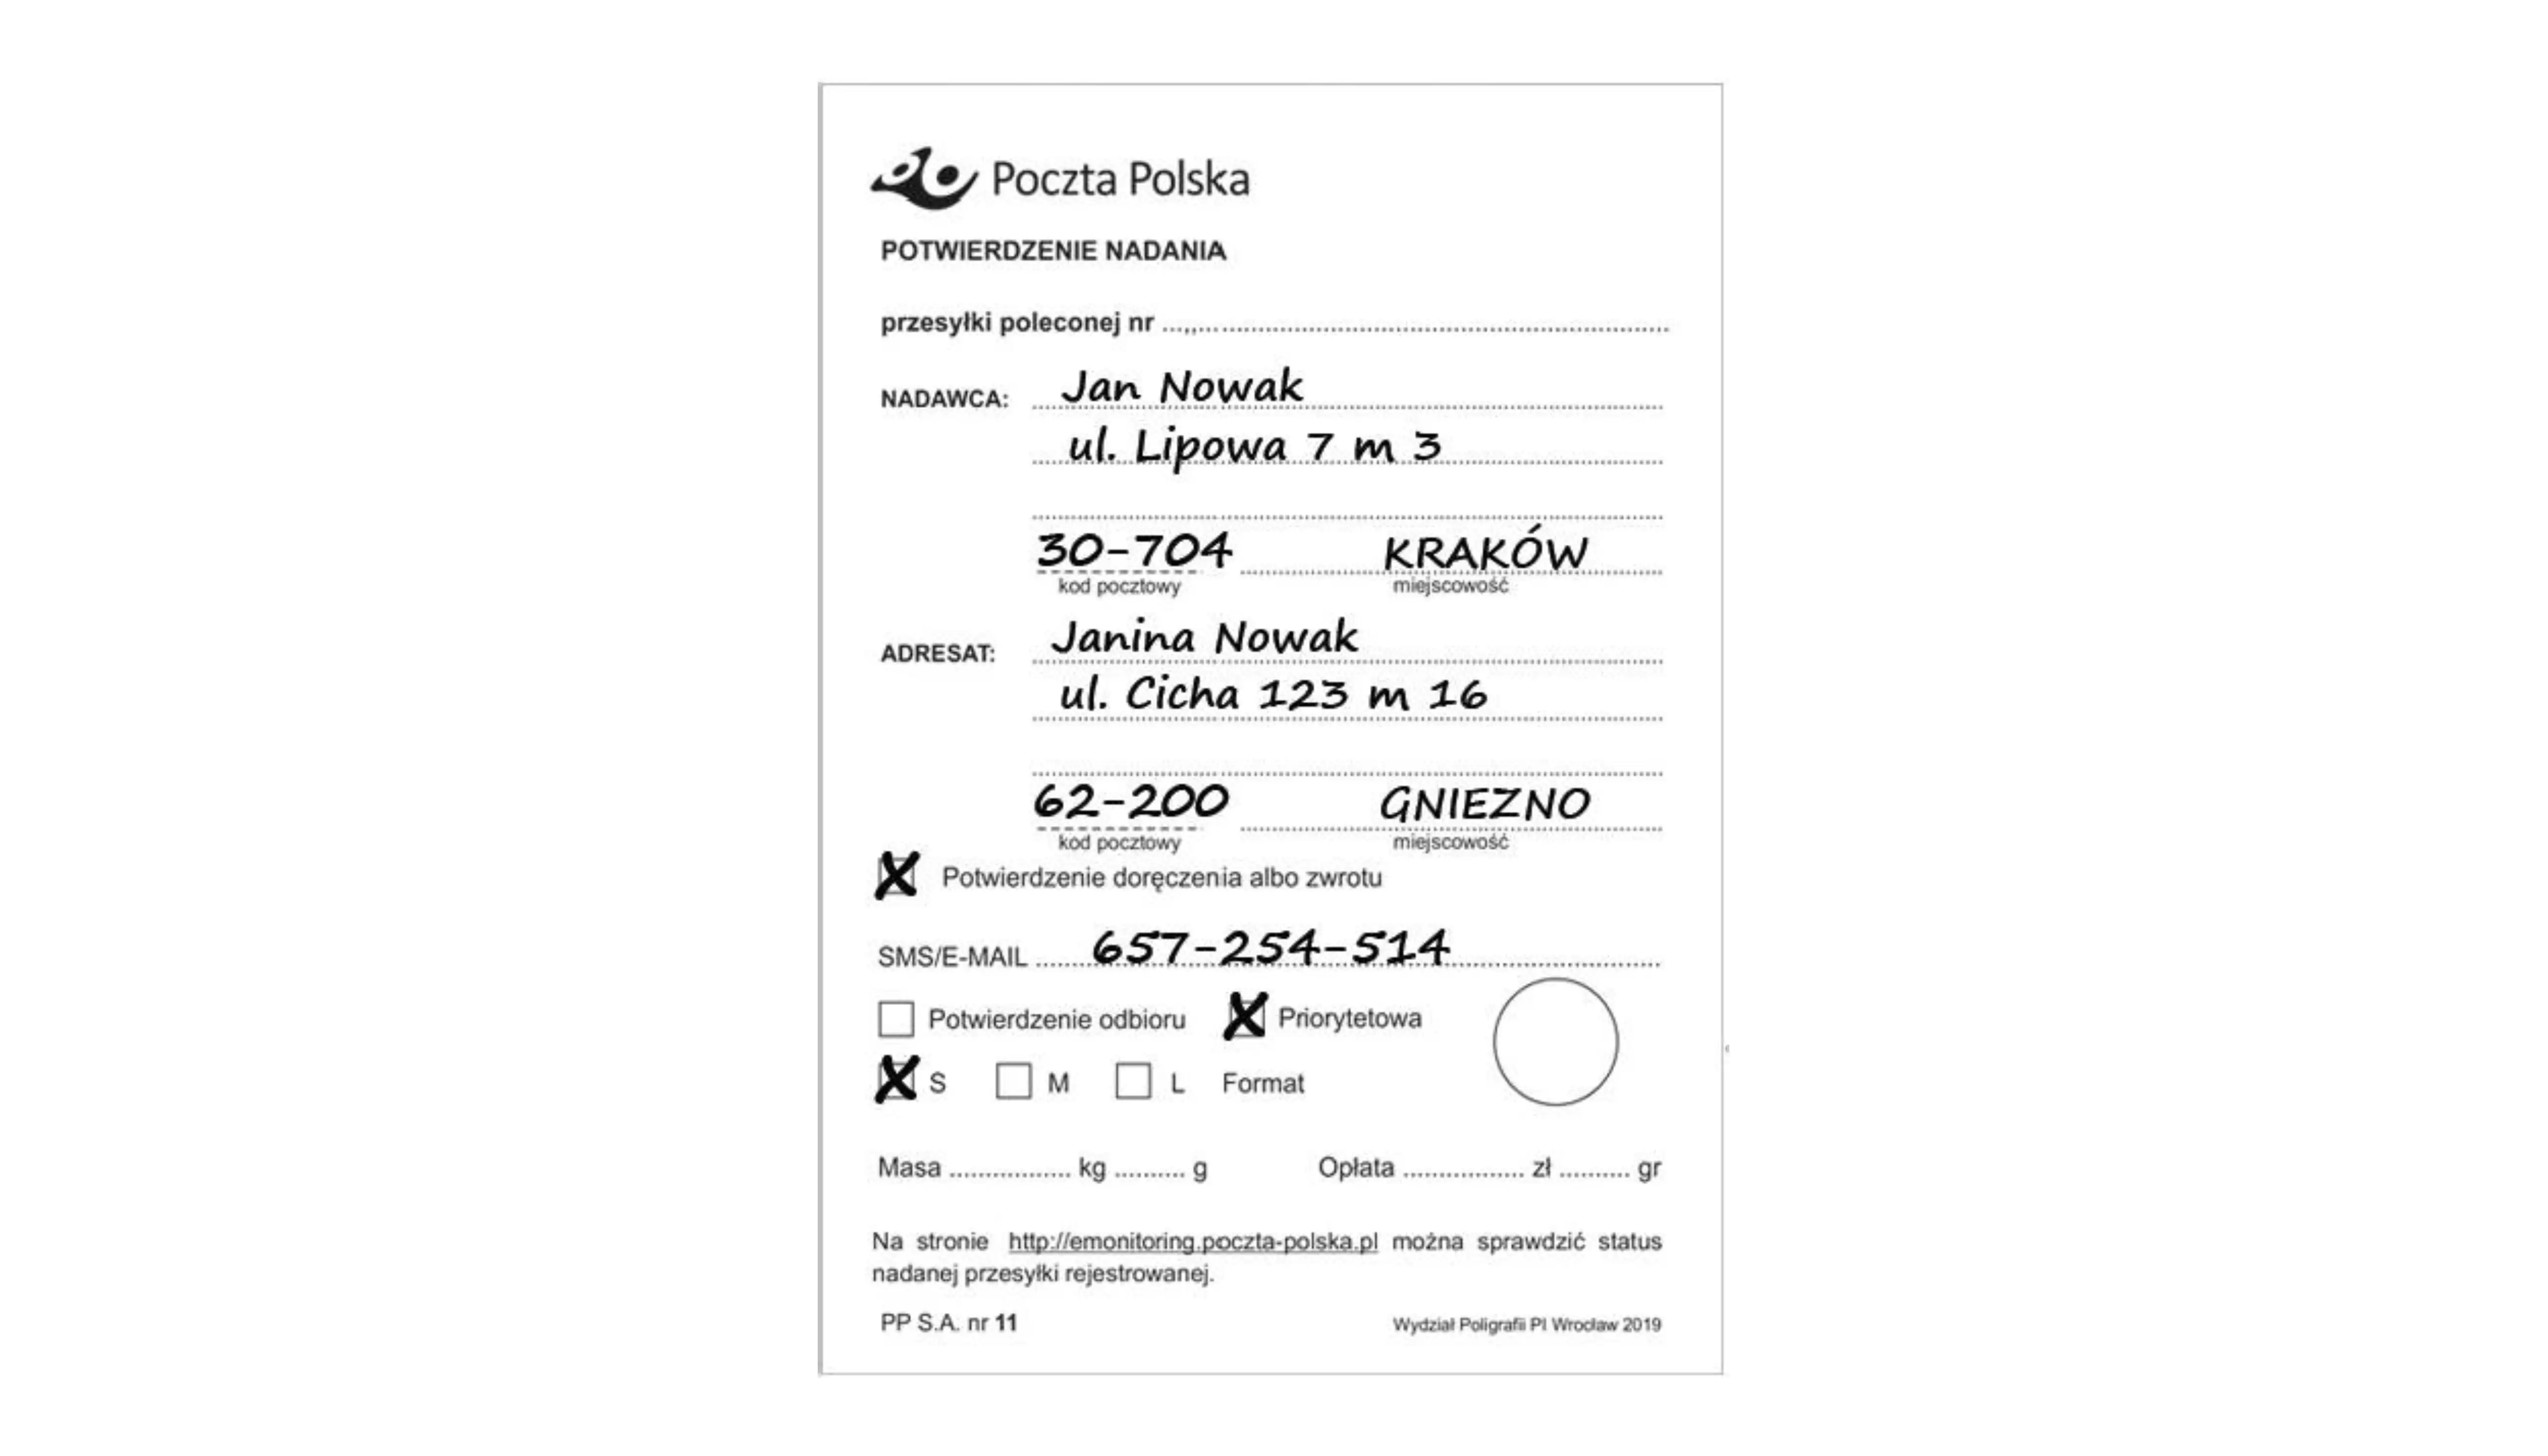 Poczta Polska
POTWIERDZENIE NADANIA
przesyłki poleconej nr ...,,...............................................................
NADAWCA: Jan Nowak
ul. Lipowa 7 m 3
30-704 KRAKÓW
kod pocztowy miejscowość
ADRESAT: Janina Nowak
ul. Cicha 123 m 16
62-200 GNIEZNO
kod pocztowy miejscowość
X Potwierdzenie doręczenia albo zwrotu
SMS/E-MAIL 657-254-514
Potwierdzenie odbioru X Priorytetowa
X S M L Format
Masa ................. kg .......... g Opłata ................. zł .......... gr
Na stronie http://emonitoring.poczta-polska.pl można sprawdzić status
nadanej przesyłki rejestrowanej.
PP S.A. nr 11 Wydział Poligrafii PI Wrocław 2019